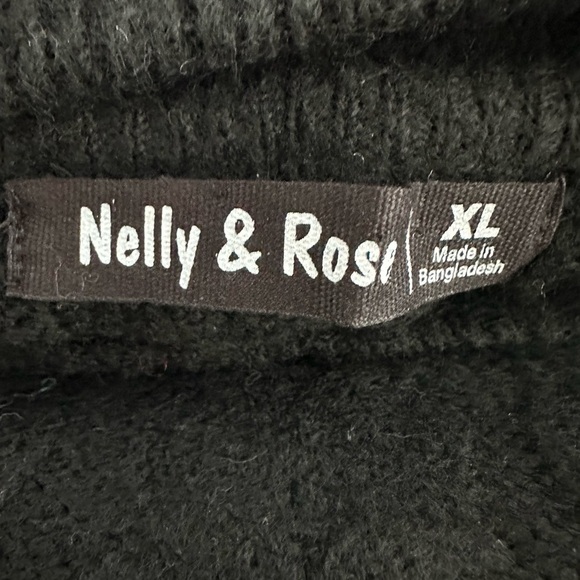 Nelly & Rose
XL
Made in
Bangladesh